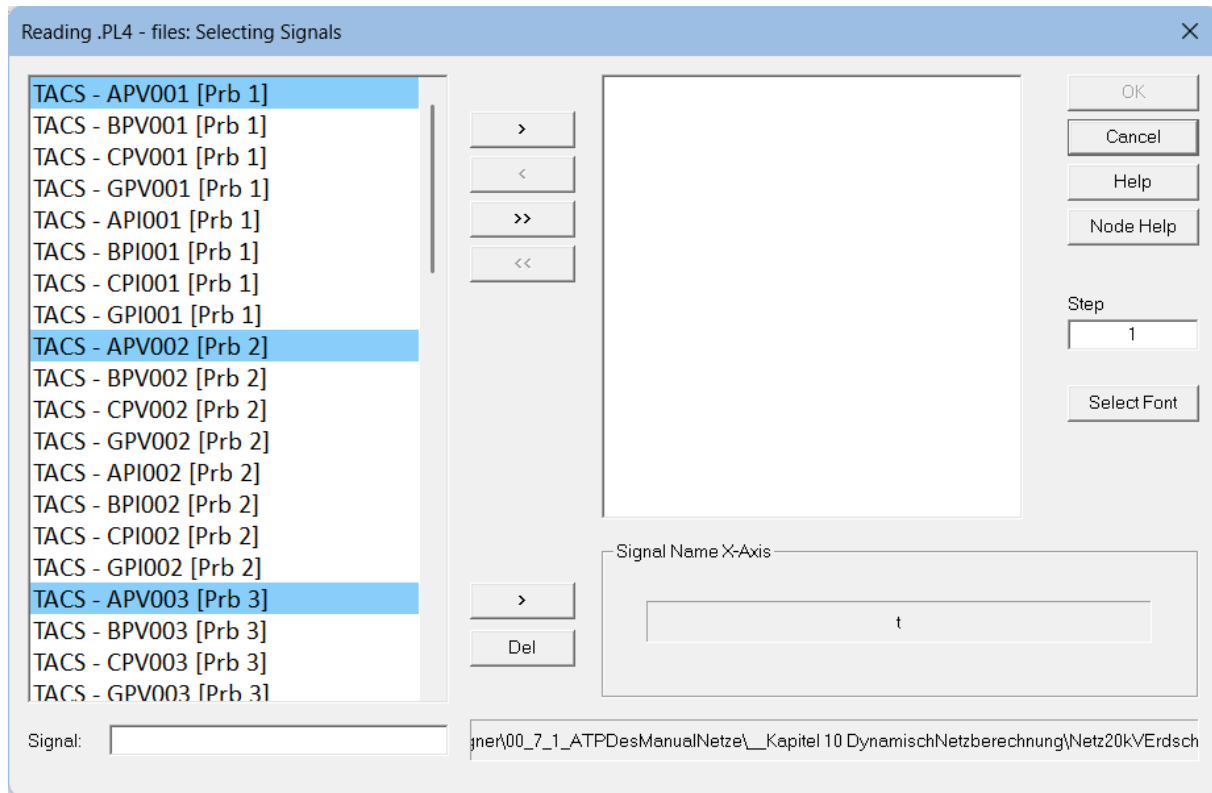 Reading .PL4 - files: Selecting Signals
TACS - APV001 [Prb 1]
TACS - BPV001 [Prb 1]
TACS - CPV001 [Prb 1]
TACS - GPV001 [Prb 1]
TACS - API001 [Prb 1]
TACS - BPI001 [Prb 1]
TACS - CPI001 [Prb 1]
TACS - GPI001 [Prb 1]
TACS - APV002 [Prb 2]
TACS - BPV002 [Prb 2]
TACS - CPV002 [Prb 2]
TACS - GPV002 [Prb 2]
TACS - API002 [Prb 2]
TACS - BPI002 [Prb 2]
TACS - CPI002 [Prb 2]
TACS - GPI002 [Prb 2]
TACS - APV003 [Prb 3]
TACS - BPV003 [Prb 3]
TACS - CPV003 [Prb 3]
TACS - GPV003 [Prb 3]
Signal:
>
<
>>
<<
>
Del
OK
Cancel
Help
Node Help
Step
1
Select Font
Signal Name X-Axis
t
gner\00_7_1_ATPDesManualNetze\__Kapitel 10 DynamischNetzberechnung\Netz20kVErdsch